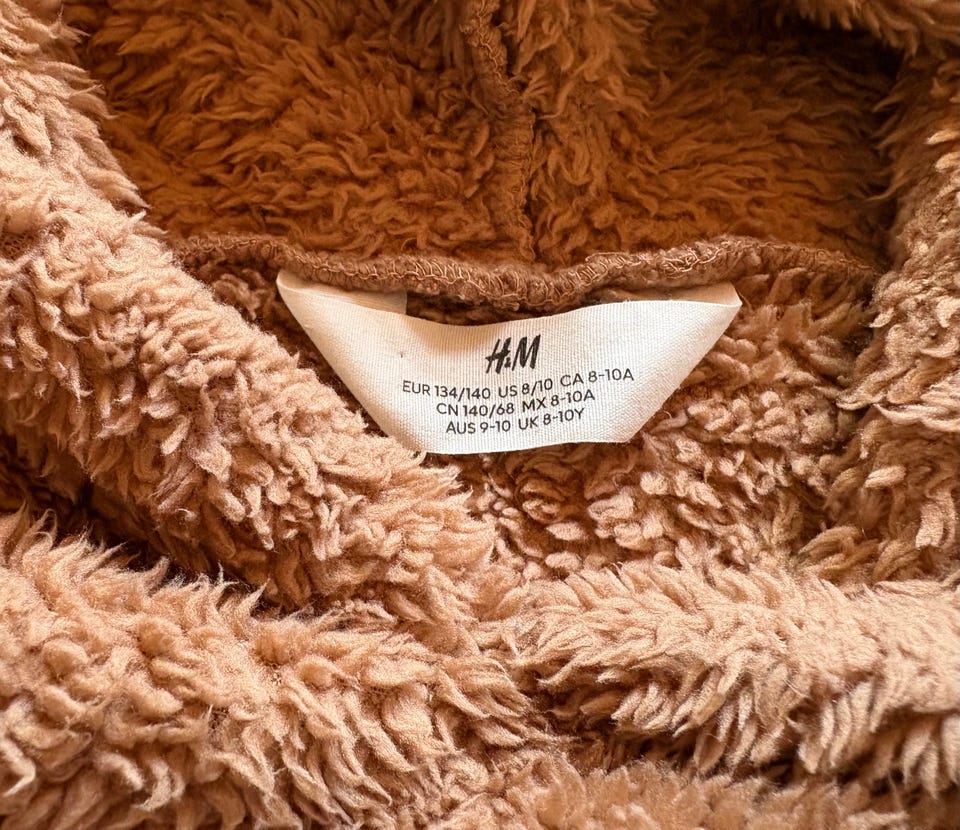 H&M
EUR 134/140 US 8/10 CA 8-10A
CN 140/68 MX 8-10A
AUS 9-10 UK 8-10Y